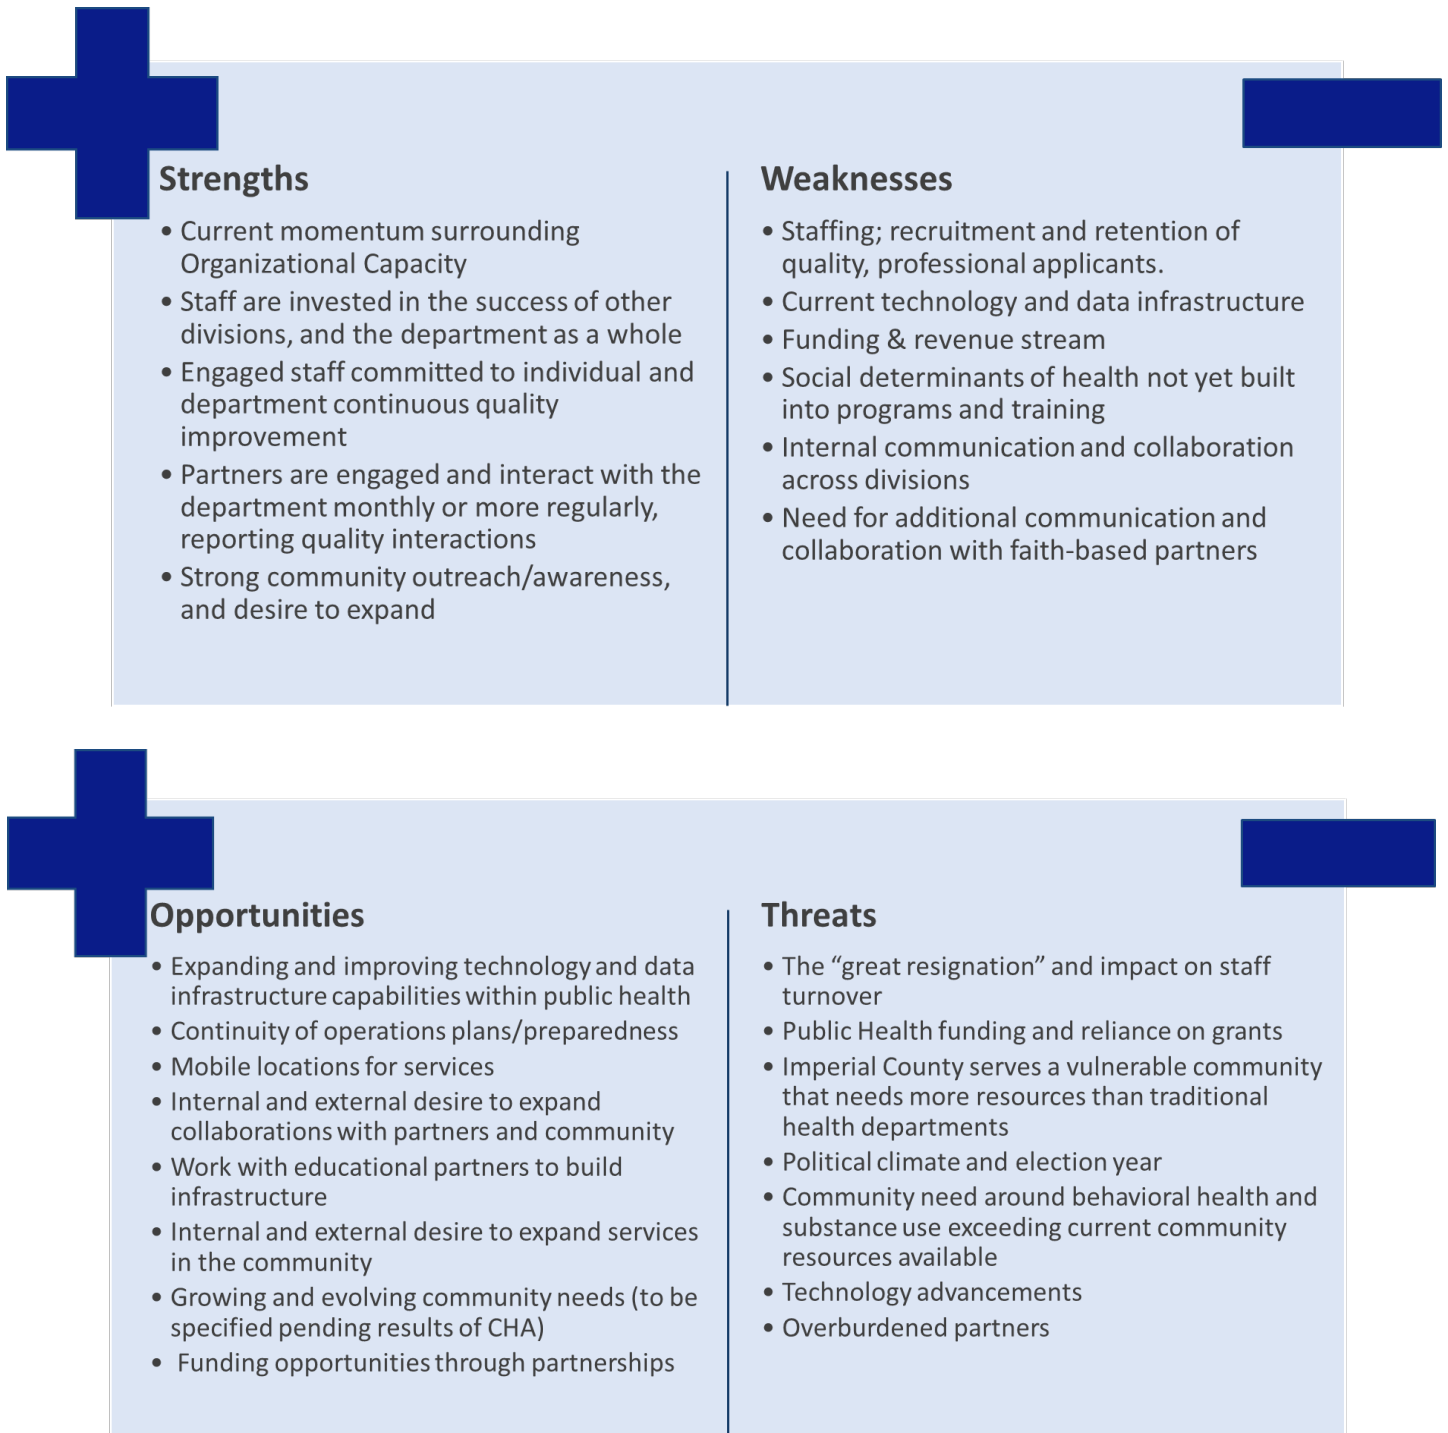 Strengths
• Current momentum surrounding
Organizational Capacity
• Staff are invested in the success of other
divisions, and the department as a whole
• Engaged staff committed to individual and
department continuous quality
improvement
• Partners are engaged and interact with the
department monthly or more regularly,
reporting quality interactions
• Strong community outreach/awareness,
and desire to expand
Weaknesses
• Staffing; recruitment and retention of
quality, professional applicants.
• Current technology and data infrastructure
• Funding & revenue stream
• Social determinants of health not yet built
into programs and training
• Internal communication and collaboration
across divisions
• Need for additional communication and
collaboration with faith-based partners
Opportunities
• Expanding and improving technology and data
infrastructure capabilities within public health
• Continuity of operations plans/preparedness
• Mobile locations for services
• Internal and external desire to expand
collaborations with partners and community
• Work with educational partners to build
infrastructure
• Internal and external desire to expand services
in the community
• Growing and evolving community needs (to be
specified pending results of CHA)
• Funding opportunities through partnerships
Threats
• The “great resignation” and impact on staff
turnover
• Public Health funding and reliance on grants
• Imperial County serves a vulnerable community
that needs more resources than traditional
health departments
• Political climate and election year
• Community need around behavioral health and
substance use exceeding current community
resources available
• Technology advancements
• Overburdened partners